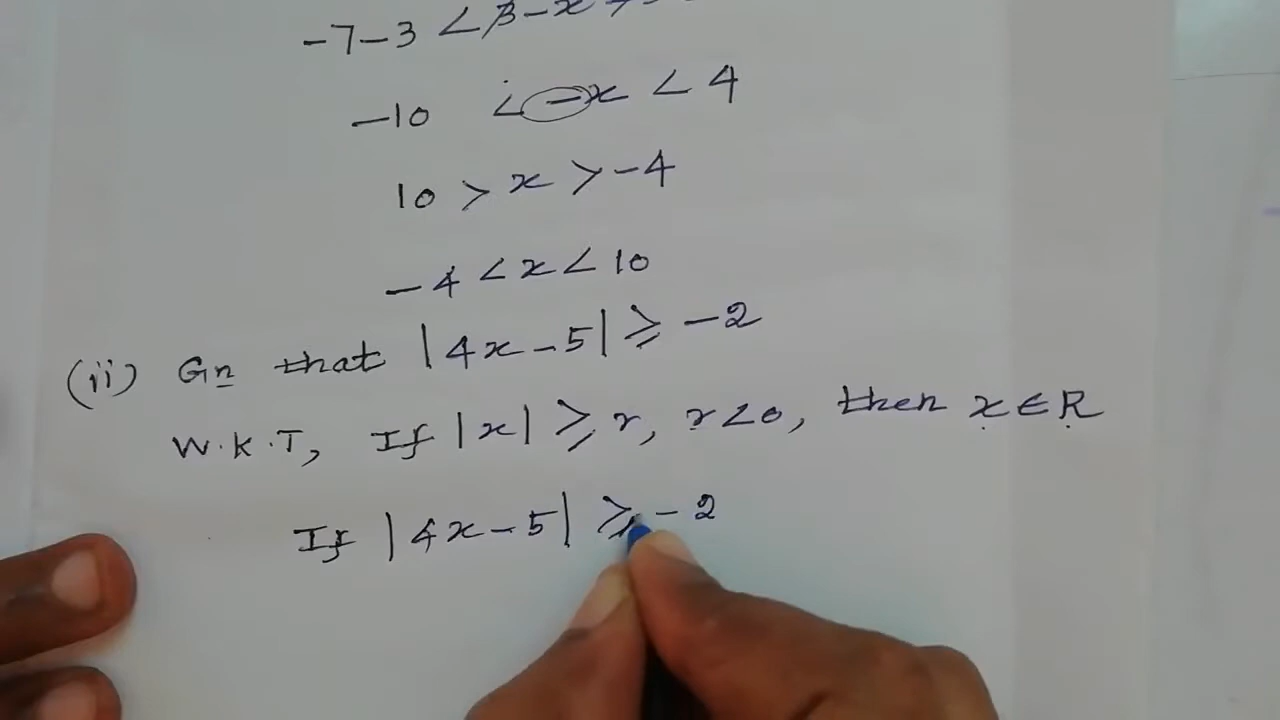 -7-3 < 3-x
-10 < -x < 4
10 > x > -4
-4 < x < 10
(ii) Gn that |4x-5| ≥ -2
W.K.T, If |x| ≥ r, r<0, then x∈R
If |4x-5| ≥ -2